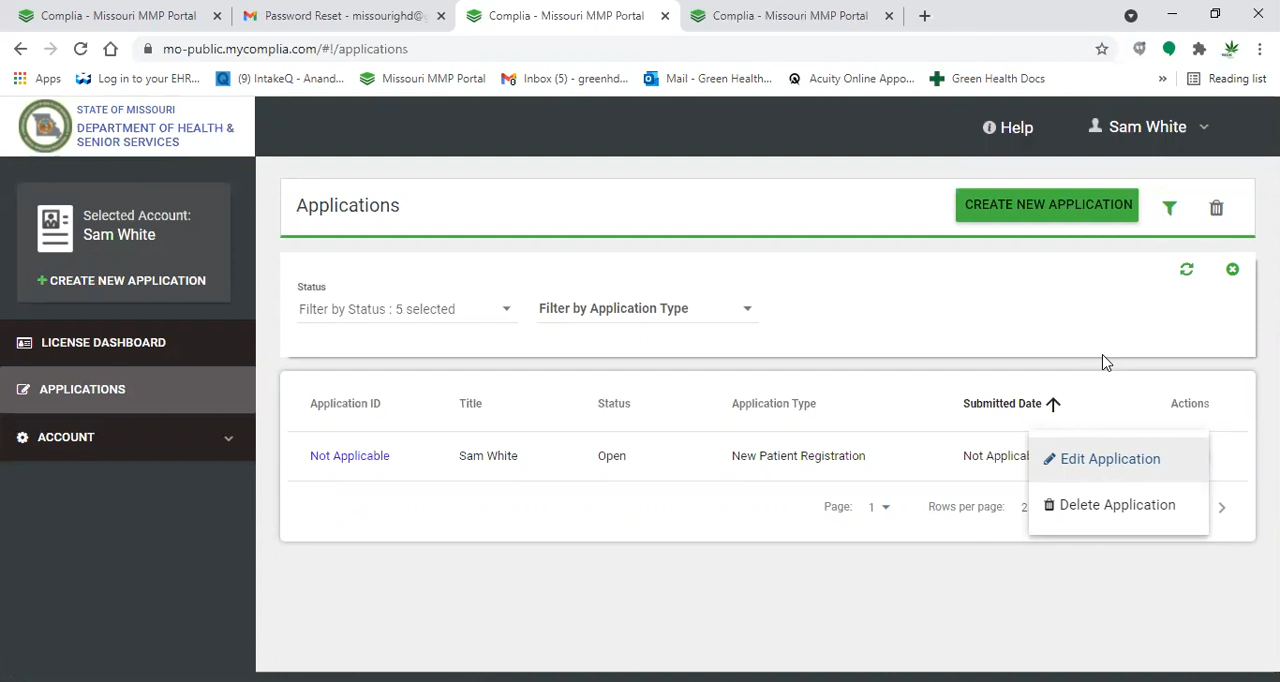 Complia - Missouri MMP Portal
Password Reset - missourighd@g
Complia - Missouri MMP Portal
Complia - Missouri MMP Portal
mo-public.mycomplia.com/#!/applications
Apps
Log in to your EHR...
(9) IntakeQ - Anand...
Missouri MMP Portal
Inbox (5) - greenhd...
Mail - Green Health...
Acuity Online Appo...
Green Health Docs
»
Reading list
STATE OF MISSOURI
DEPARTMENT OF HEALTH &
SENIOR SERVICES
Help
Sam White
Selected Account:
Sam White
+CREATE NEW APPLICATION
LICENSE DASHBOARD
APPLICATIONS
ACCOUNT
Applications
CREATE NEW APPLICATION
Status
Filter by Status : 5 selected
Filter by Application Type
Application ID Title Status Application Type Submitted Date Actions
Not Applicable Sam White Open New Patient Registration Not Applicab
Edit Application
Delete Application
Page: 1 Rows per page: 2